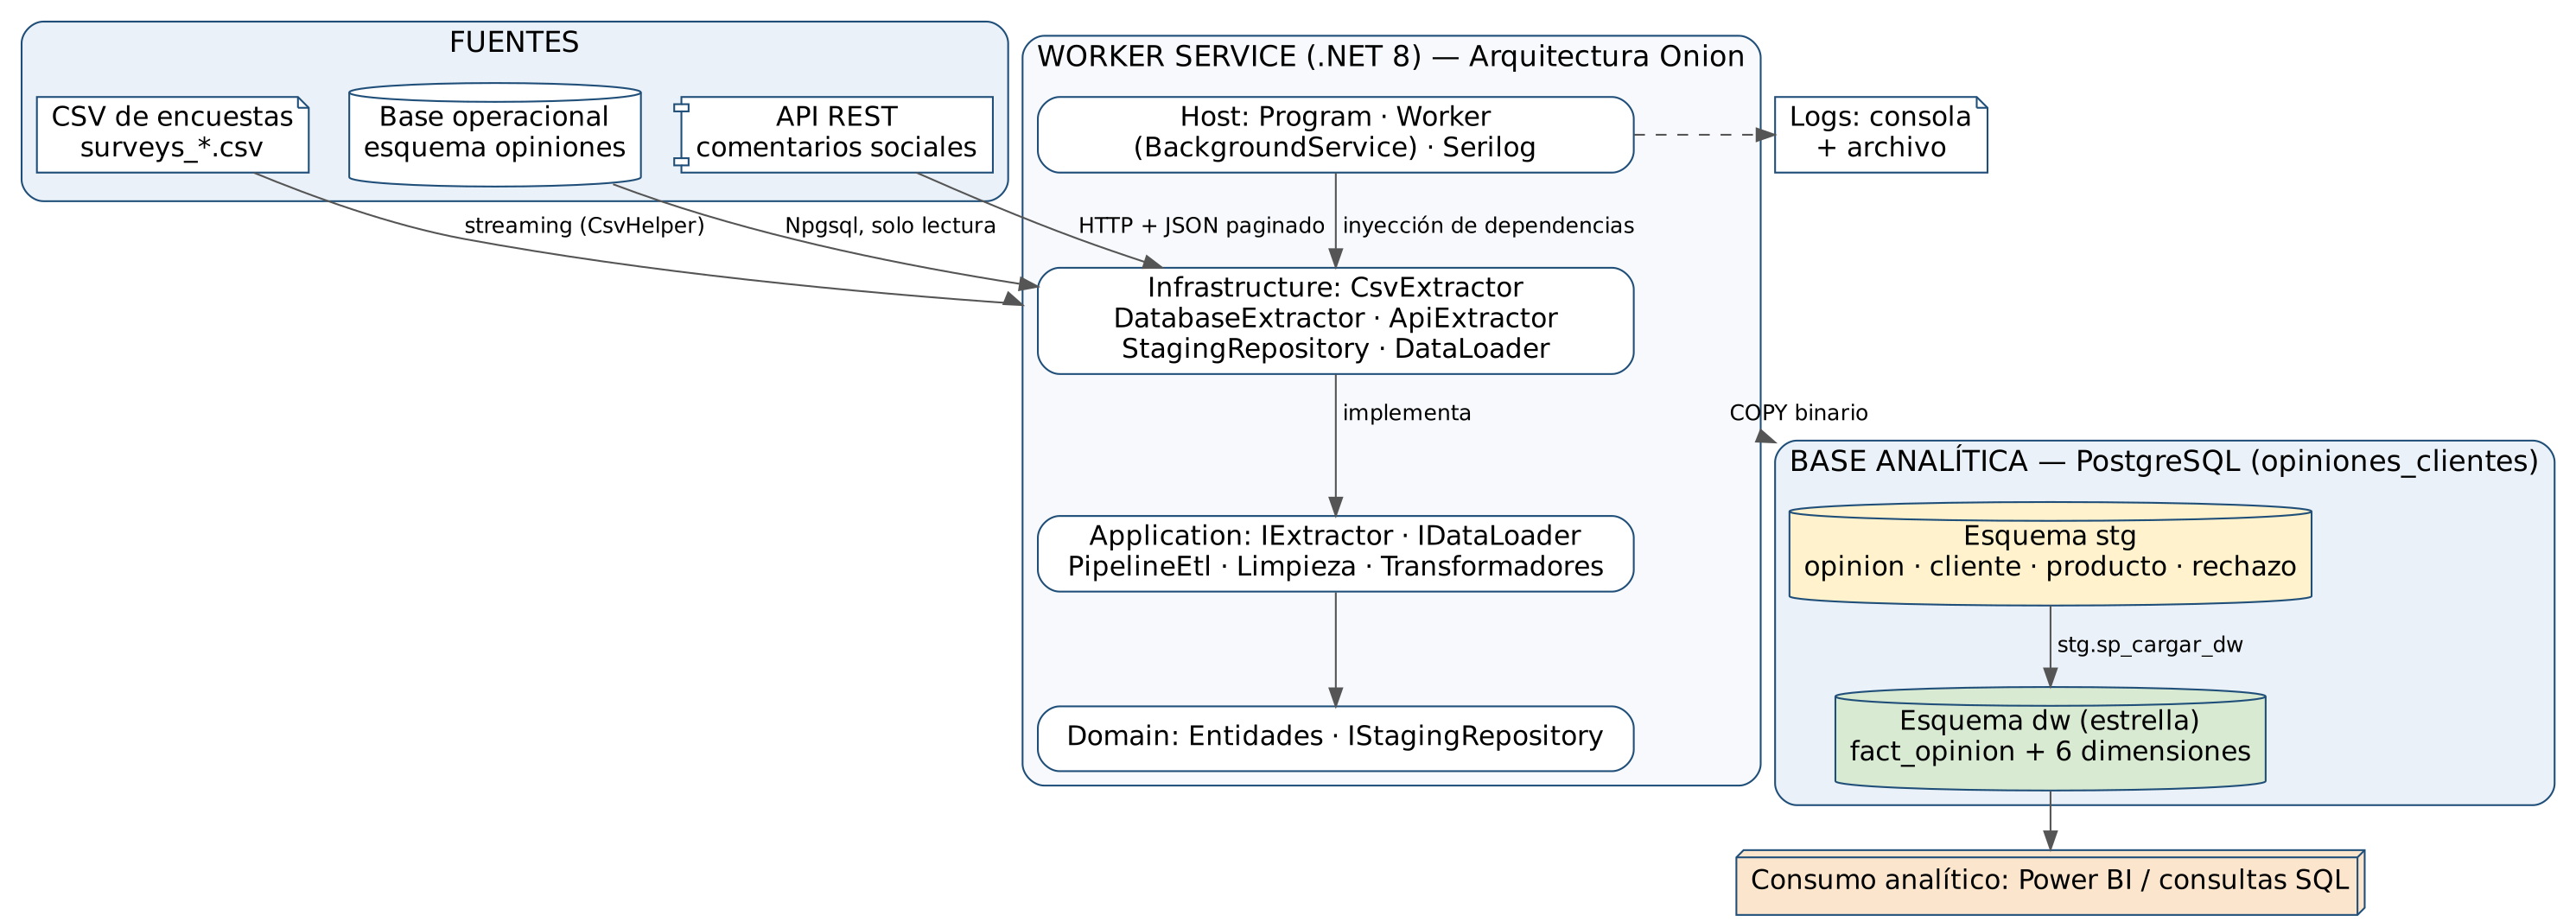 FUENTES
CSV de encuestas
surveys_*.csv
Base operacional
esquema opiniones
API REST
comentarios sociales
WORKER SERVICE (.NET 8) — Arquitectura Onion
Host: Program · Worker
(BackgroundService) · Serilog
Logs: consola
+ archivo
streaming (CsvHelper)
Npgsql, solo lectura
HTTP + JSON paginado
inyección de dependencias
Infrastructure: CsvExtractor
DatabaseExtractor · ApiExtractor
StagingRepository · DataLoader
implementa
COPY binario
Application: IExtractor · IDataLoader
PipelineEtl · Limpieza · Transformadores
Domain: Entidades · IStagingRepository
BASE ANALÍTICA — PostgreSQL (opiniones_clientes)
Esquema stg
opinion · cliente · producto · rechazo
stg.sp_cargar_dw
Esquema dw (estrella)
fact_opinion + 6 dimensiones
Consumo analítico: Power BI / consultas SQL